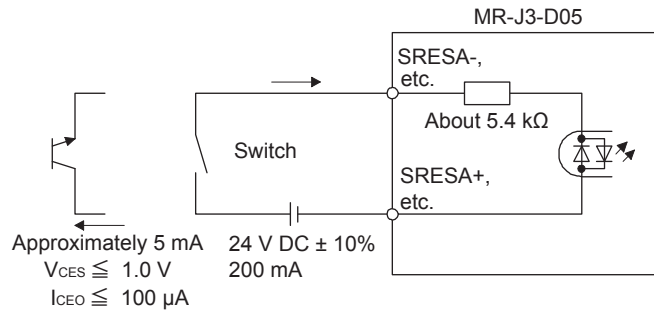 MR-J3-D05
SRESA-,
etc.
About 5.4 kΩ
Switch
SRESA+,
etc.
Approximately 5 mA
VCES ≦ 1.0 V
ICEO ≦ 100 μA
24 V DC ± 10%
200 mA